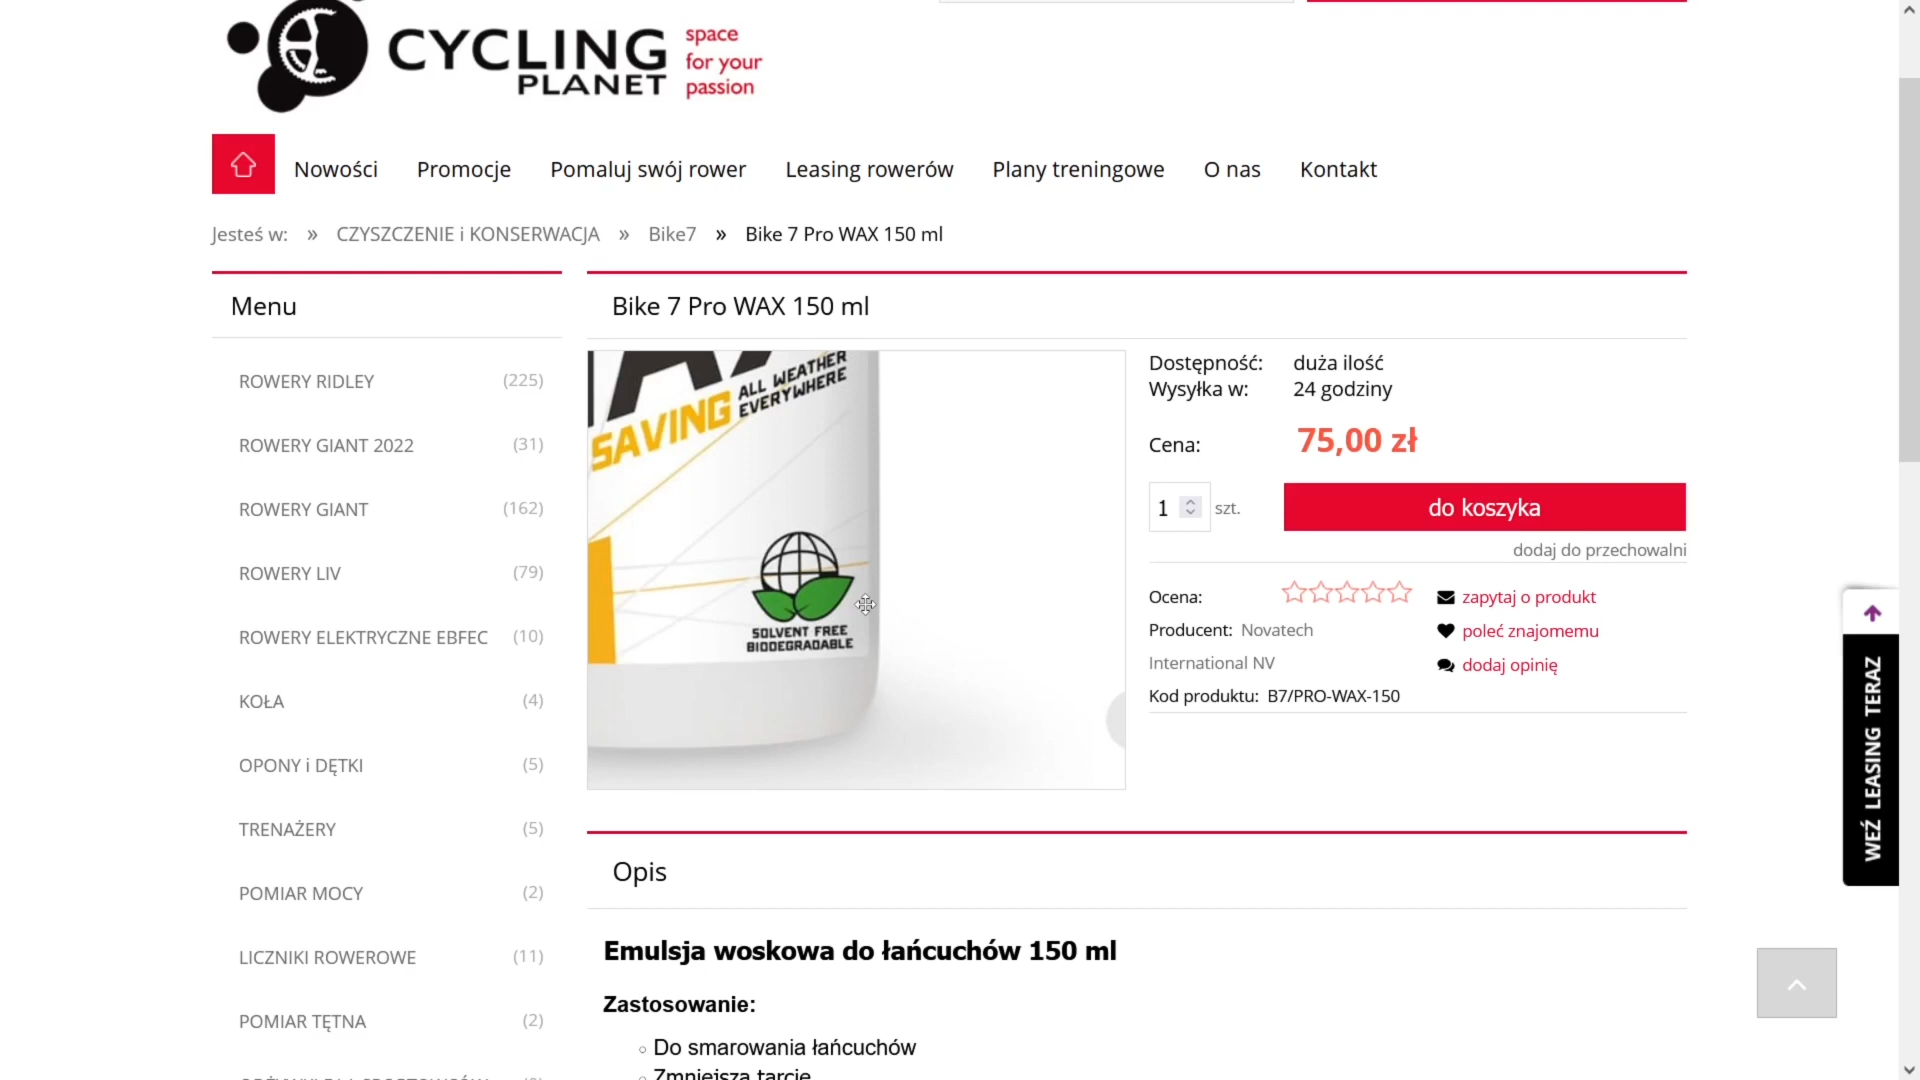 CYCLING
PLANET
space
for your
passion
Nowości
Promocje
Pomaluj swój rower
Leasing rowerów
Plany treningowe
O nas
Kontakt
Jesteś w: » CZYSZCZENIE i KONSERWACJA » Bike7 » Bike 7 Pro WAX 150 ml
Menu
ROWERY RIDLEY (225)
ROWERY GIANT 2022 (31)
ROWERY GIANT (162)
ROWERY LIV (79)
ROWERY ELEKTRYCZNE EBFEC (10)
KOŁA (4)
OPONY i DĘTKI (5)
TRENAŻERY (5)
POMIAR MOCY (2)
LICZNIKI ROWEROWE (11)
POMIAR TĘTNA (2)
Bike 7 Pro WAX 150 ml
SAVING
ALL WEATHER
EVERYWHERE
SOLVENT FREE
BIODEGRADABLE
Dostępność: duża ilość
Wysyłka w: 24 godziny
Cena: 75,00 zł
1 szt.
do koszyka
dodaj do przechowalni
Ocena:
Producent: Novatech
International NV
Kod produktu: B7/PRO-WAX-150
zapytaj o produkt
poleć znajomemu
dodaj opinię
Opis
Emulsja woskowa do łańcuchów 150 ml
Zastosowanie:
Do smarowania łańcuchów
Zmniejsza tarcie
WEŹ LEASING TERAZ